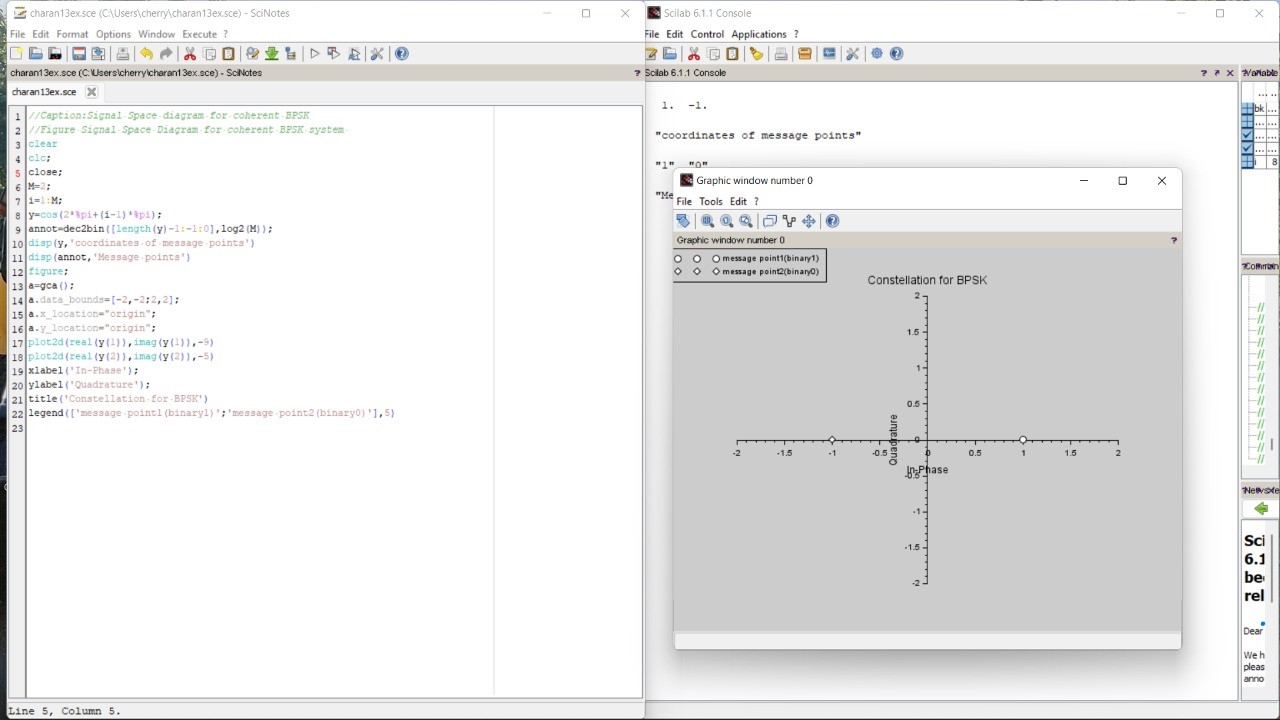 charan13ex.sce (C:\Users\cherry\charan13ex.sce) - SciNotes
File Edit Format Options Window Execute ?
charan13ex.sce (C:\Users\cherry\charan13ex.sce) - SciNotes ?
charan13ex.sce
1 //Caption:Signal Space diagram for coherent BPSK
2 //Figure Signal Space Diagram for coherent BPSK system
3 clear
4 clc;
5 close;
6 M=2;
7 i=1:M;
8 y=cos(2*%pi+(i-1)*%pi);
9 annot=dec2bin([length(y)-1:-1:0],log2(M));
10 disp(y,'coordinates of message points')
11 disp(annot,'Message points')
12 figure;
13 a=gca();
14 a.data_bounds=[-2,-2;2,2];
15 a.x_location="origin";
16 a.y_location="origin";
17 plot2d(real(y(1)),imag(y(1)),-9)
18 plot2d(real(y(2)),imag(y(2)),-5)
19 xlabel('In-Phase');
20 ylabel('Quadrature');
21 title('Constellation for BPSK')
22 legend(['message point1(binary1)';'message point2(binary0)'],5)
23
Line 5, Column 5.
Scilab 6.1.1 Console
File Edit Control Applications ?
Scilab 6.1.1 Console ?
1. -1.
"coordinates of message points"
"1" "0"
"Me
Graphic window number 0
File Tools Edit ?
Graphic window number 0 ?
message point1(binary1)
message point2(binary0)
Constellation for BPSK
2
1.5
1
0.5
0
-2 -1.5 -1 -0.5 0 0.5 1 1.5 2
Quadrature
In-Phase
-0.5
-1
-1.5
-2
... ...
bk ...
... ...
... ...
... ...
i 8
//
//
//
//
//
//
//
//
//
//
//
//
//
Sci
6.1
be
rel
Dear
We h
pleas
anno